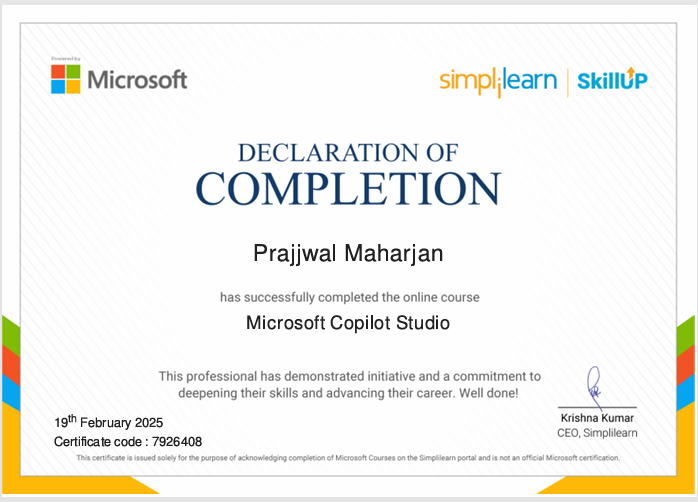 Powered by
Microsoft
simplilearn | SkillUP
DECLARATION OF
COMPLETION
Prajjwal Maharjan
has successfully completed the online course
Microsoft Copilot Studio
This professional has demonstrated initiative and a commitment to
deepening their skills and advancing their career. Well done!
19th February 2025
Certificate code : 7926408
Krishna Kumar
CEO, Simplilearn
This certificate is issued solely for the purpose of acknowledging completion of Microsoft Courses on the Simplilearn portal and is not an official Microsoft certification.